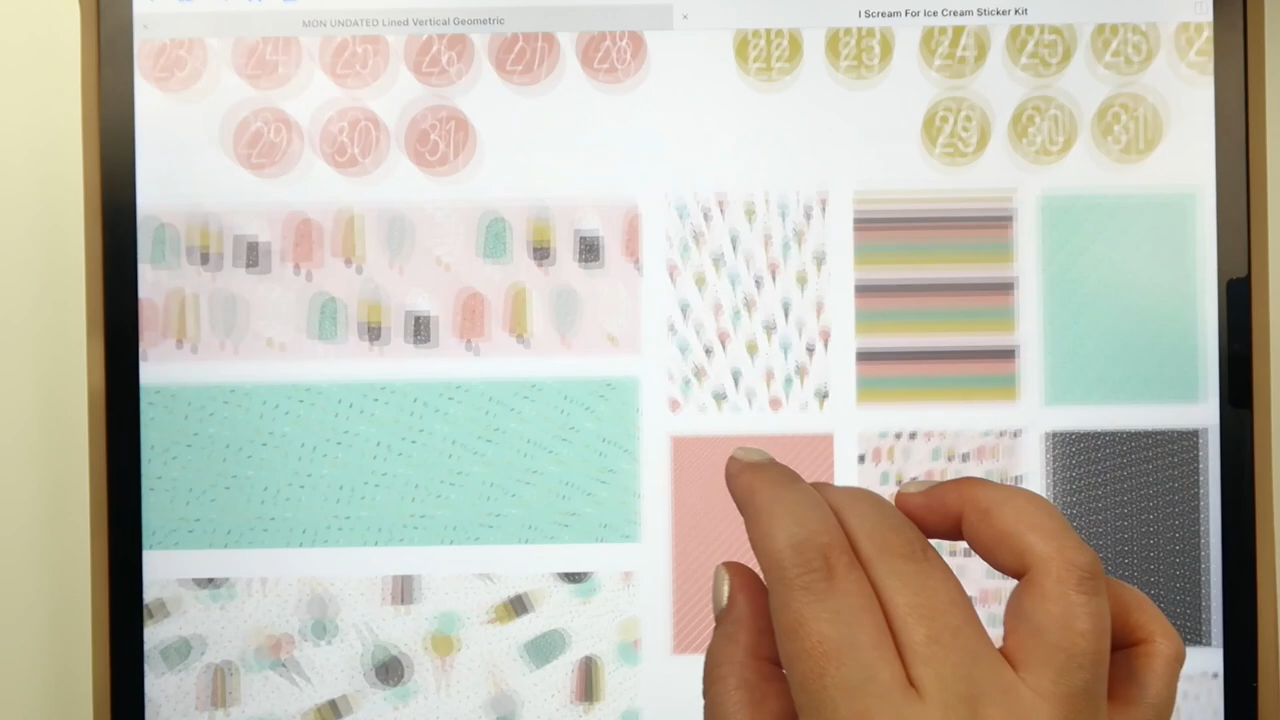 MON UNDATED Lined Vertical Geometric
I Scream For Ice Cream Sticker Kit
23 24 25 26 27 28
29 30 31
22 23 24 25 26
29 30 31